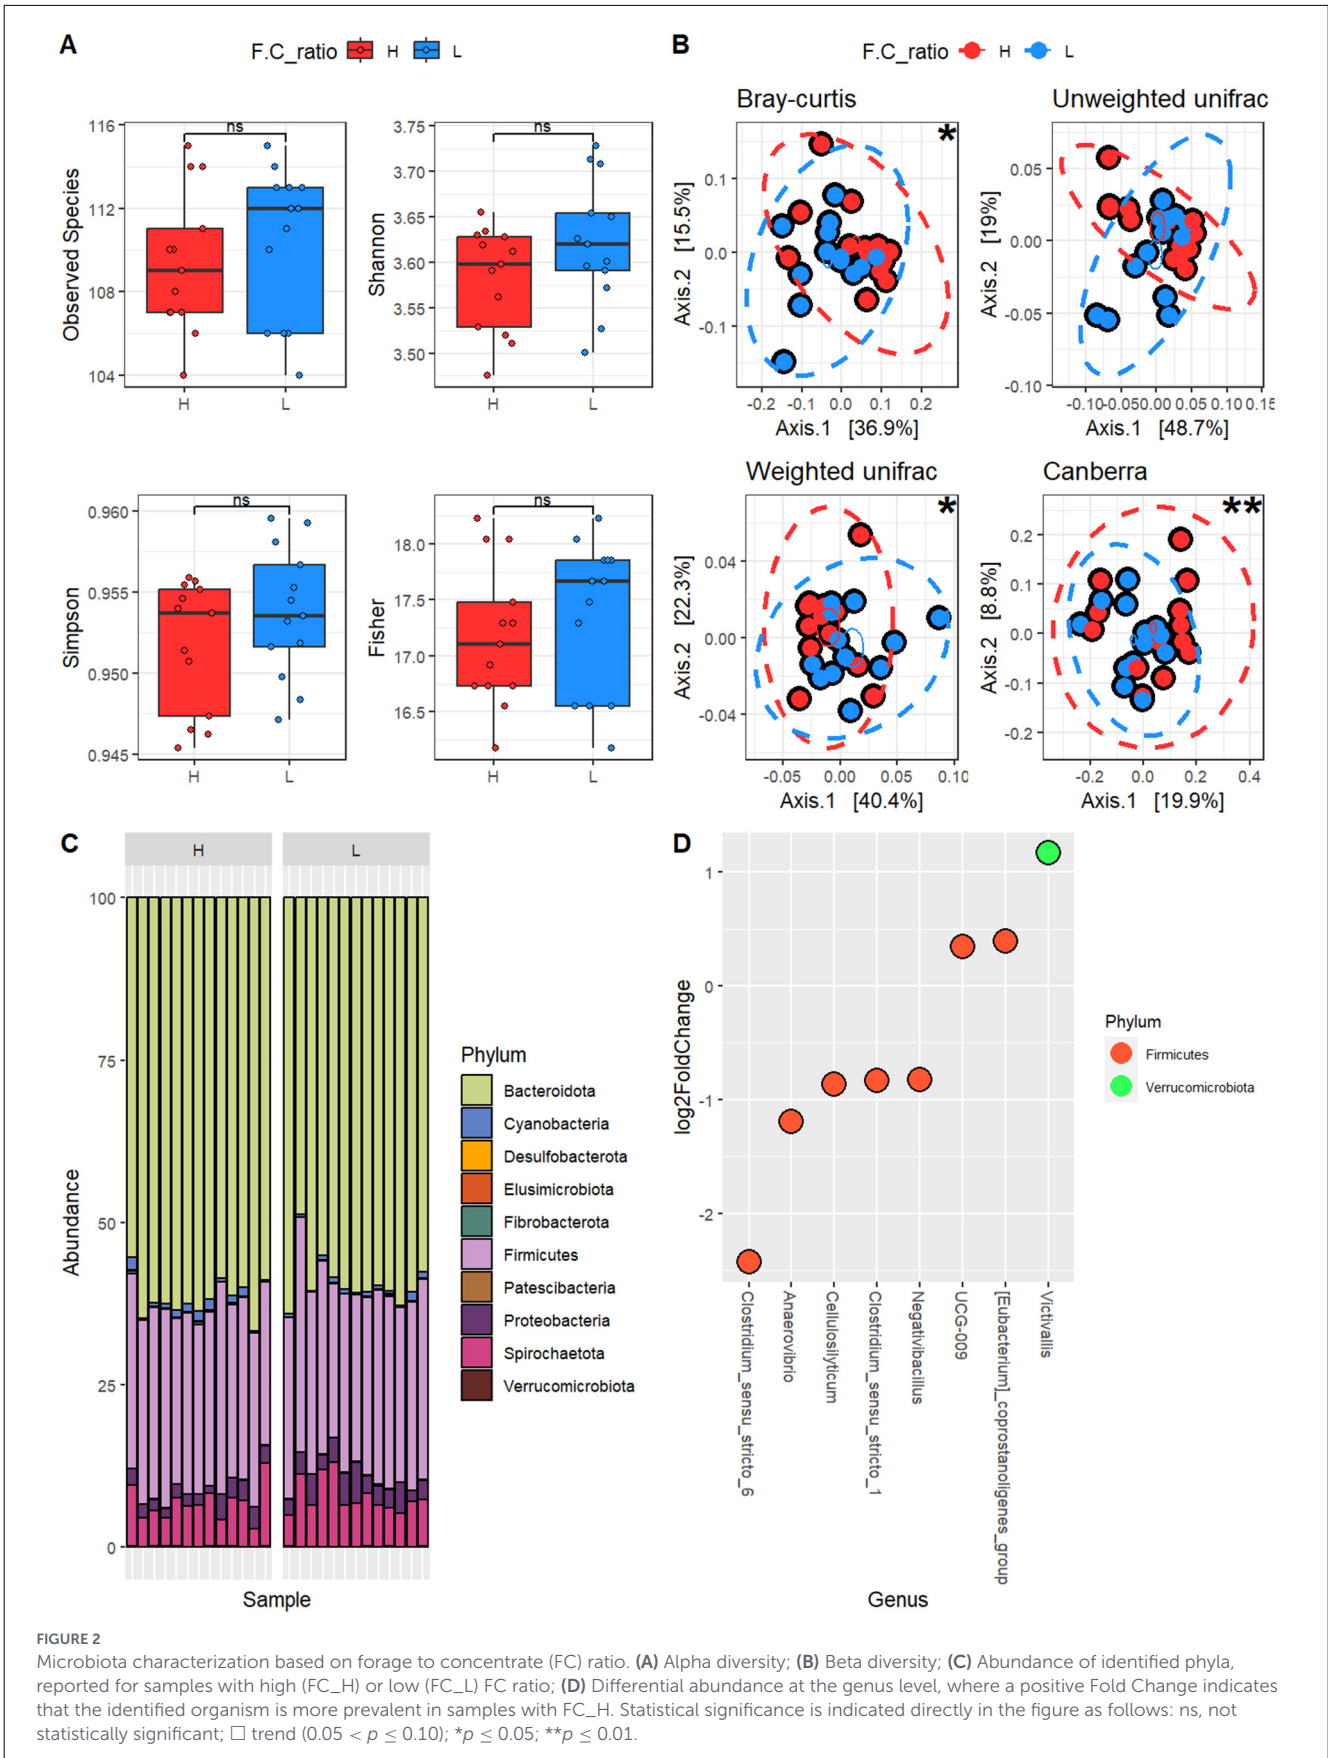 A
F.C_ratio H L
Observed Species
116
112
108
104
ns
H L
Shannon
3.75
3.70
3.65
3.60
3.55
3.50
ns
H L
Simpson
0.960
0.955
0.950
0.945
ns
H L
Fisher
18.0
17.5
17.0
16.5
ns
H L
B
F.C_ratio H L
Bray-curtis
*
Axis.2 [15.5%]
0.1
0.0
-0.1
-0.2 -0.1 0.0 0.1 0.2
Axis.1 [36.9%]
Unweighted unifrac
Axis.2 [19%]
0.05
0.00
-0.05
-0.10
-0.10 -0.05 0.00 0.05 0.10 0.15
Axis.1 [48.7%]
Weighted unifrac
*
Axis.2 [22.3%]
0.04
0.00
-0.04
-0.05 0.00 0.05 0.10
Axis.1 [40.4%]
Canberra
**
Axis.2 [8.8%]
0.2
0.1
0.0
-0.1
-0.2
-0.2 0.0 0.2 0.4
Axis.1 [19.9%]
C
H L
Abundance
100
75
50
25
0
Sample
Phylum
Bacteroidota
Cyanobacteria
Desulfobacterota
Elusimicrobiota
Fibrobacterota
Firmicutes
Patescibacteria
Proteobacteria
Spirochaetota
Verrucomicrobiota
D
log2FoldChange
1
0
-1
-2
Clostridium_sensu_stricto_6
Anaerovibrio
Cellulosilyticum
Clostridium_sensu_stricto_1
Negativibacillus
UCG-009
[Eubacterium]_coprostanoligenes_group
Victivallis
Genus
Phylum
Firmicutes
Verrucomicrobiota
FIGURE 2
Microbiota characterization based on forage to concentrate (FC) ratio. (A) Alpha diversity; (B) Beta diversity; (C) Abundance of identified phyla,
reported for samples with high (FC_H) or low (FC_L) FC ratio; (D) Differential abundance at the genus level, where a positive Fold Change indicates
that the identified organism is more prevalent in samples with FC_H. Statistical significance is indicated directly in the figure as follows: ns, not
statistically significant; □ trend (0.05 < p ≤ 0.10); *p ≤ 0.05; **p ≤ 0.01.